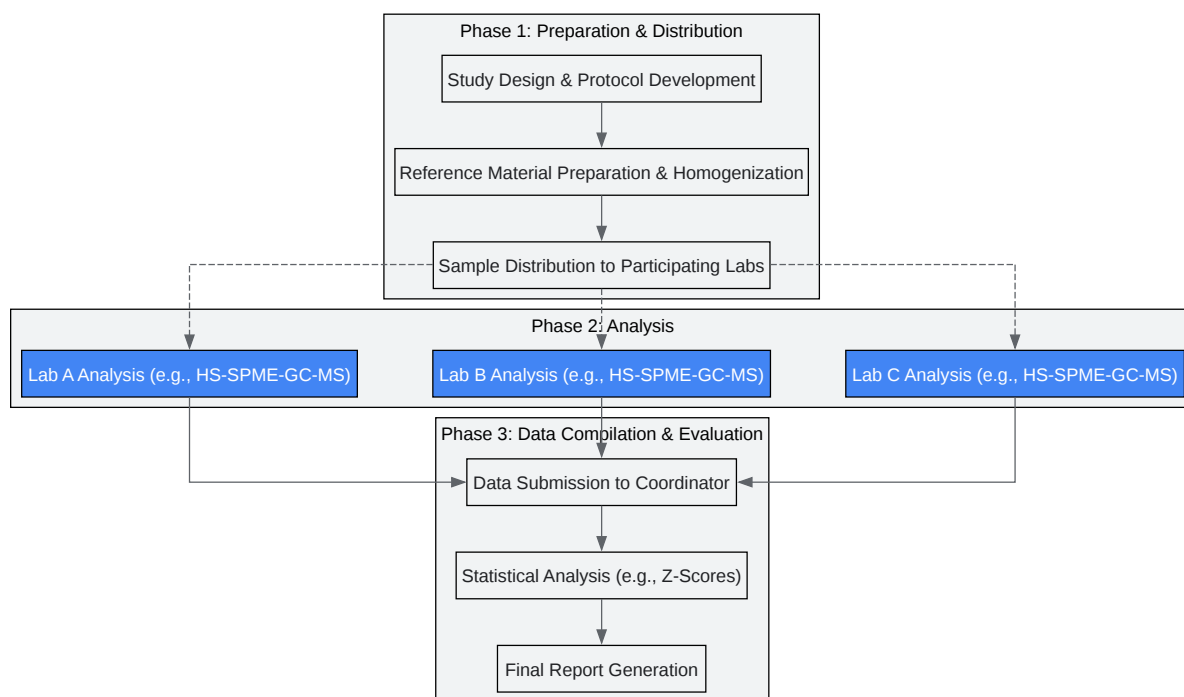 Phase 1: Preparation & Distribution
Study Design & Protocol Development
Reference Material Preparation & Homogenization
Sample Distribution to Participating Labs
Phase 2: Analysis
Lab A Analysis (e.g., HS-SPME-GC-MS)
Lab B Analysis (e.g., HS-SPME-GC-MS)
Lab C Analysis (e.g., HS-SPME-GC-MS)
Phase 3: Data Compilation & Evaluation
Data Submission to Coordinator
Statistical Analysis (e.g., Z-Scores)
Final Report Generation